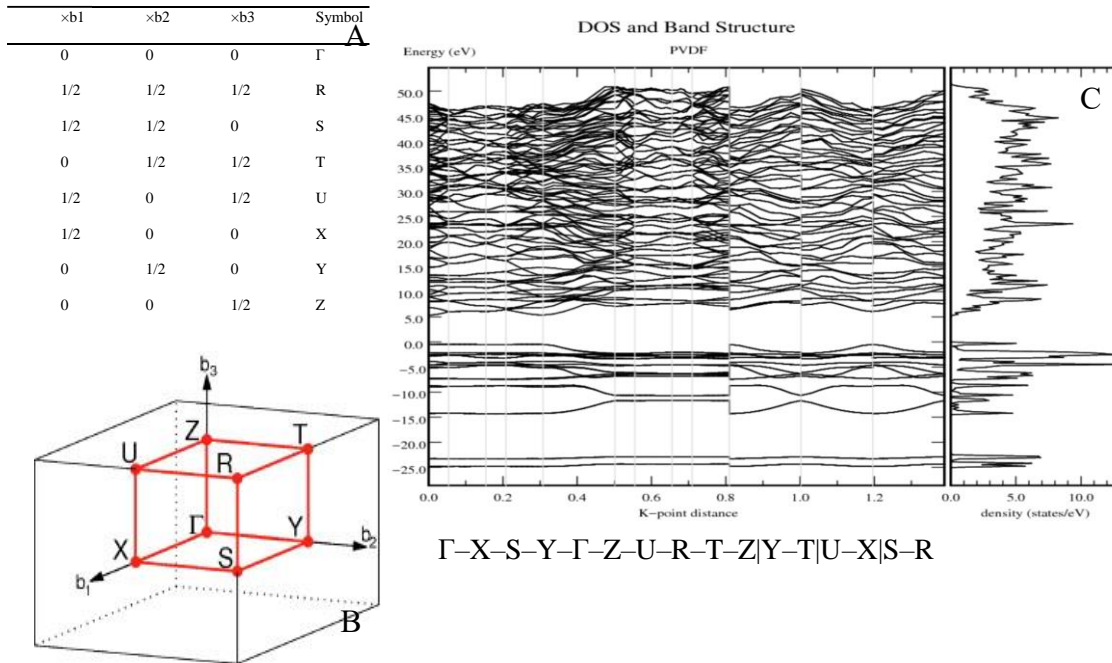 ×b1 ×b2 ×b3 Symbol
A
0 0 0 Γ
1/2 1/2 1/2 R
1/2 1/2 0 S
0 1/2 1/2 T
1/2 0 1/2 U
1/2 0 0 X
0 1/2 0 Y
0 0 1/2 Z
b3
Z T
U R
Γ Y b2
X S
b1
B
DOS and Band Structure
Energy (eV) PVDF
C
50.0
45.0
40.0
35.0
30.0
25.0
20.0
15.0
10.0
5.0
0.0
-5.0
-10.0
-15.0
-20.0
-25.0
0.0 0.2 0.4 0.6 0.8 1.0 1.2 0 5.0 10.0
K-point distance density (states/eV)
Γ–X–S–Y–Γ–Z–U–R–T–Z|Y–T|U–X|S–R